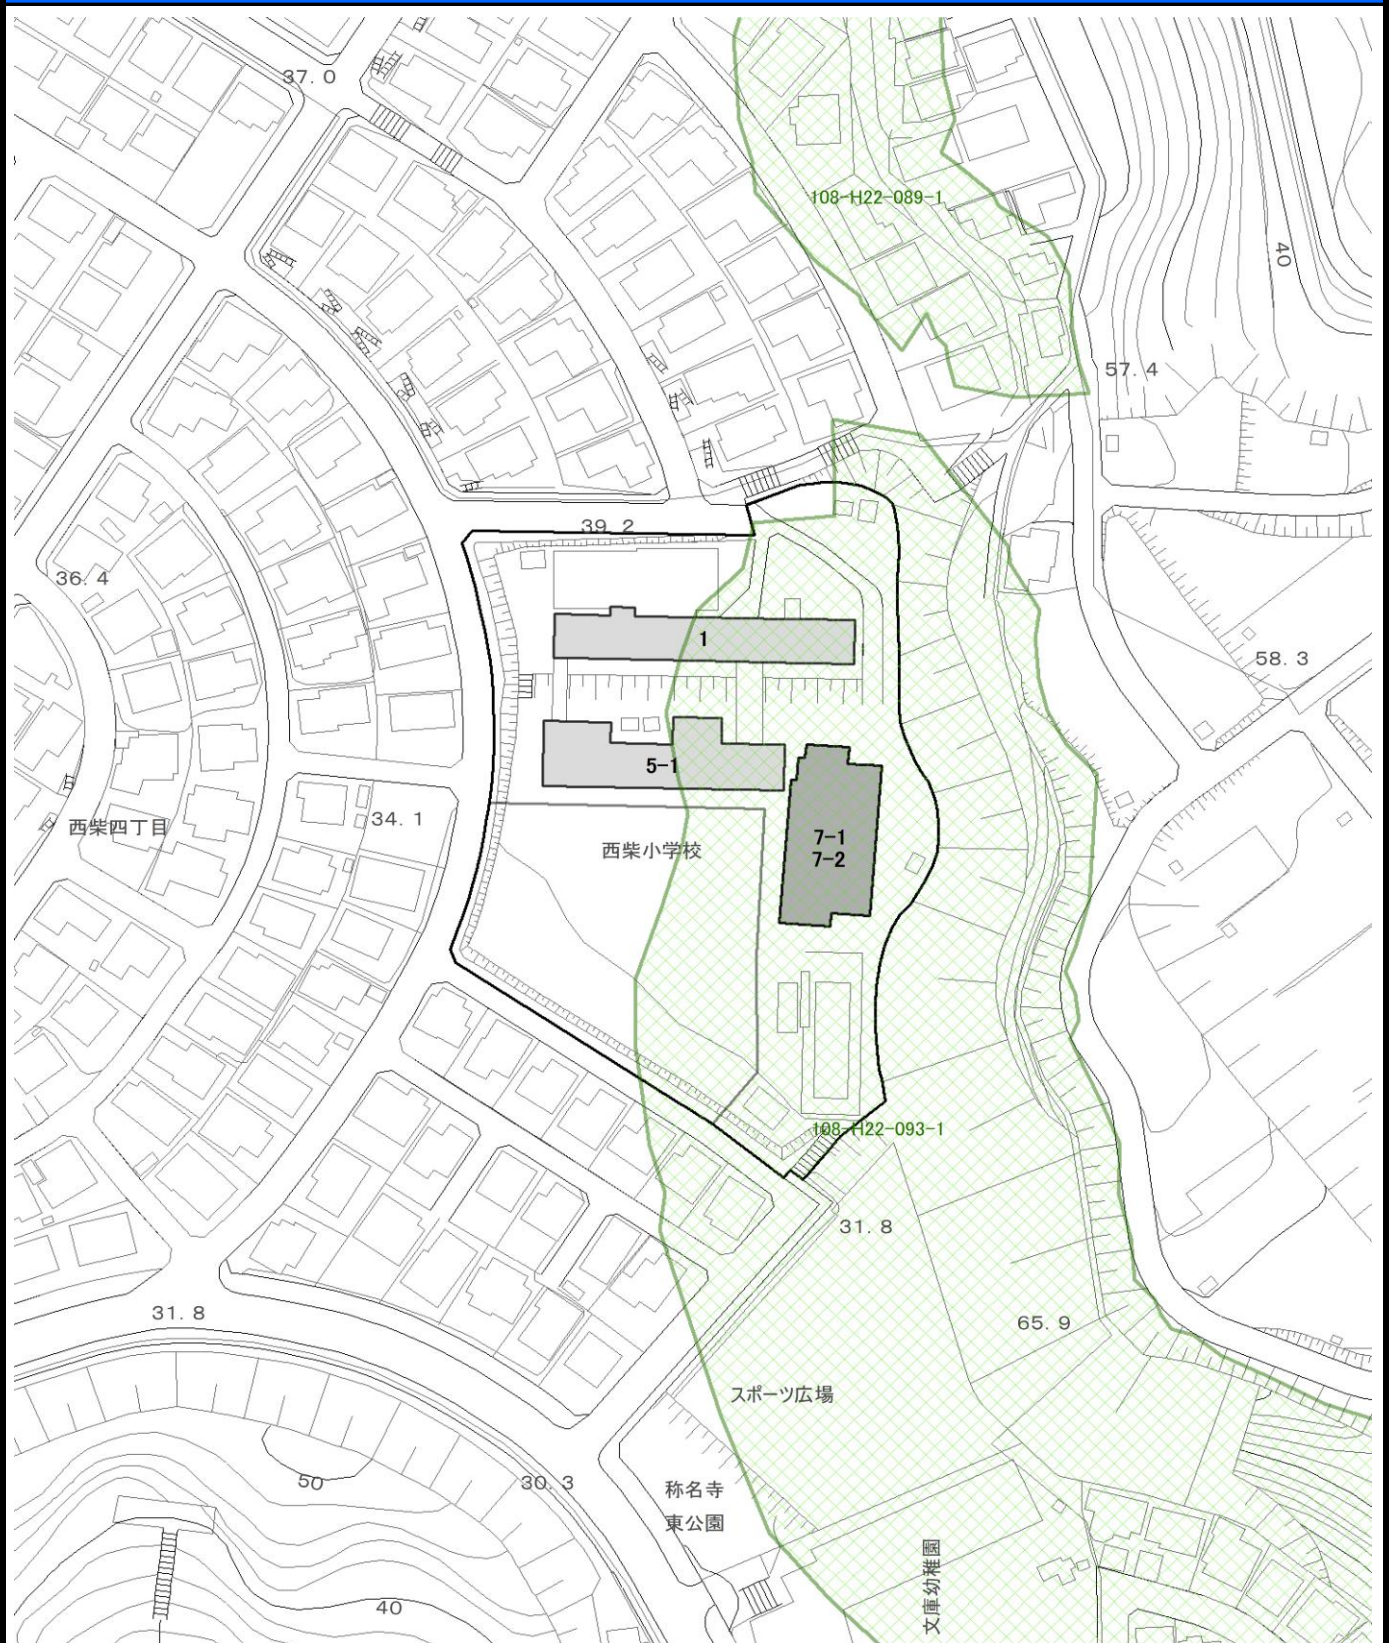 37. 0
108-H22-089-1
40
57. 4
39. 2
36. 4
1
58. 3
5-1
34. 1
西柴四丁目
7-1
7-2
西柴小学校
108-H22-093-1
31. 8
31. 8
65. 9
スポーツ広場
50
30. 3
称名寺
東公園
文庫幼稚園
40